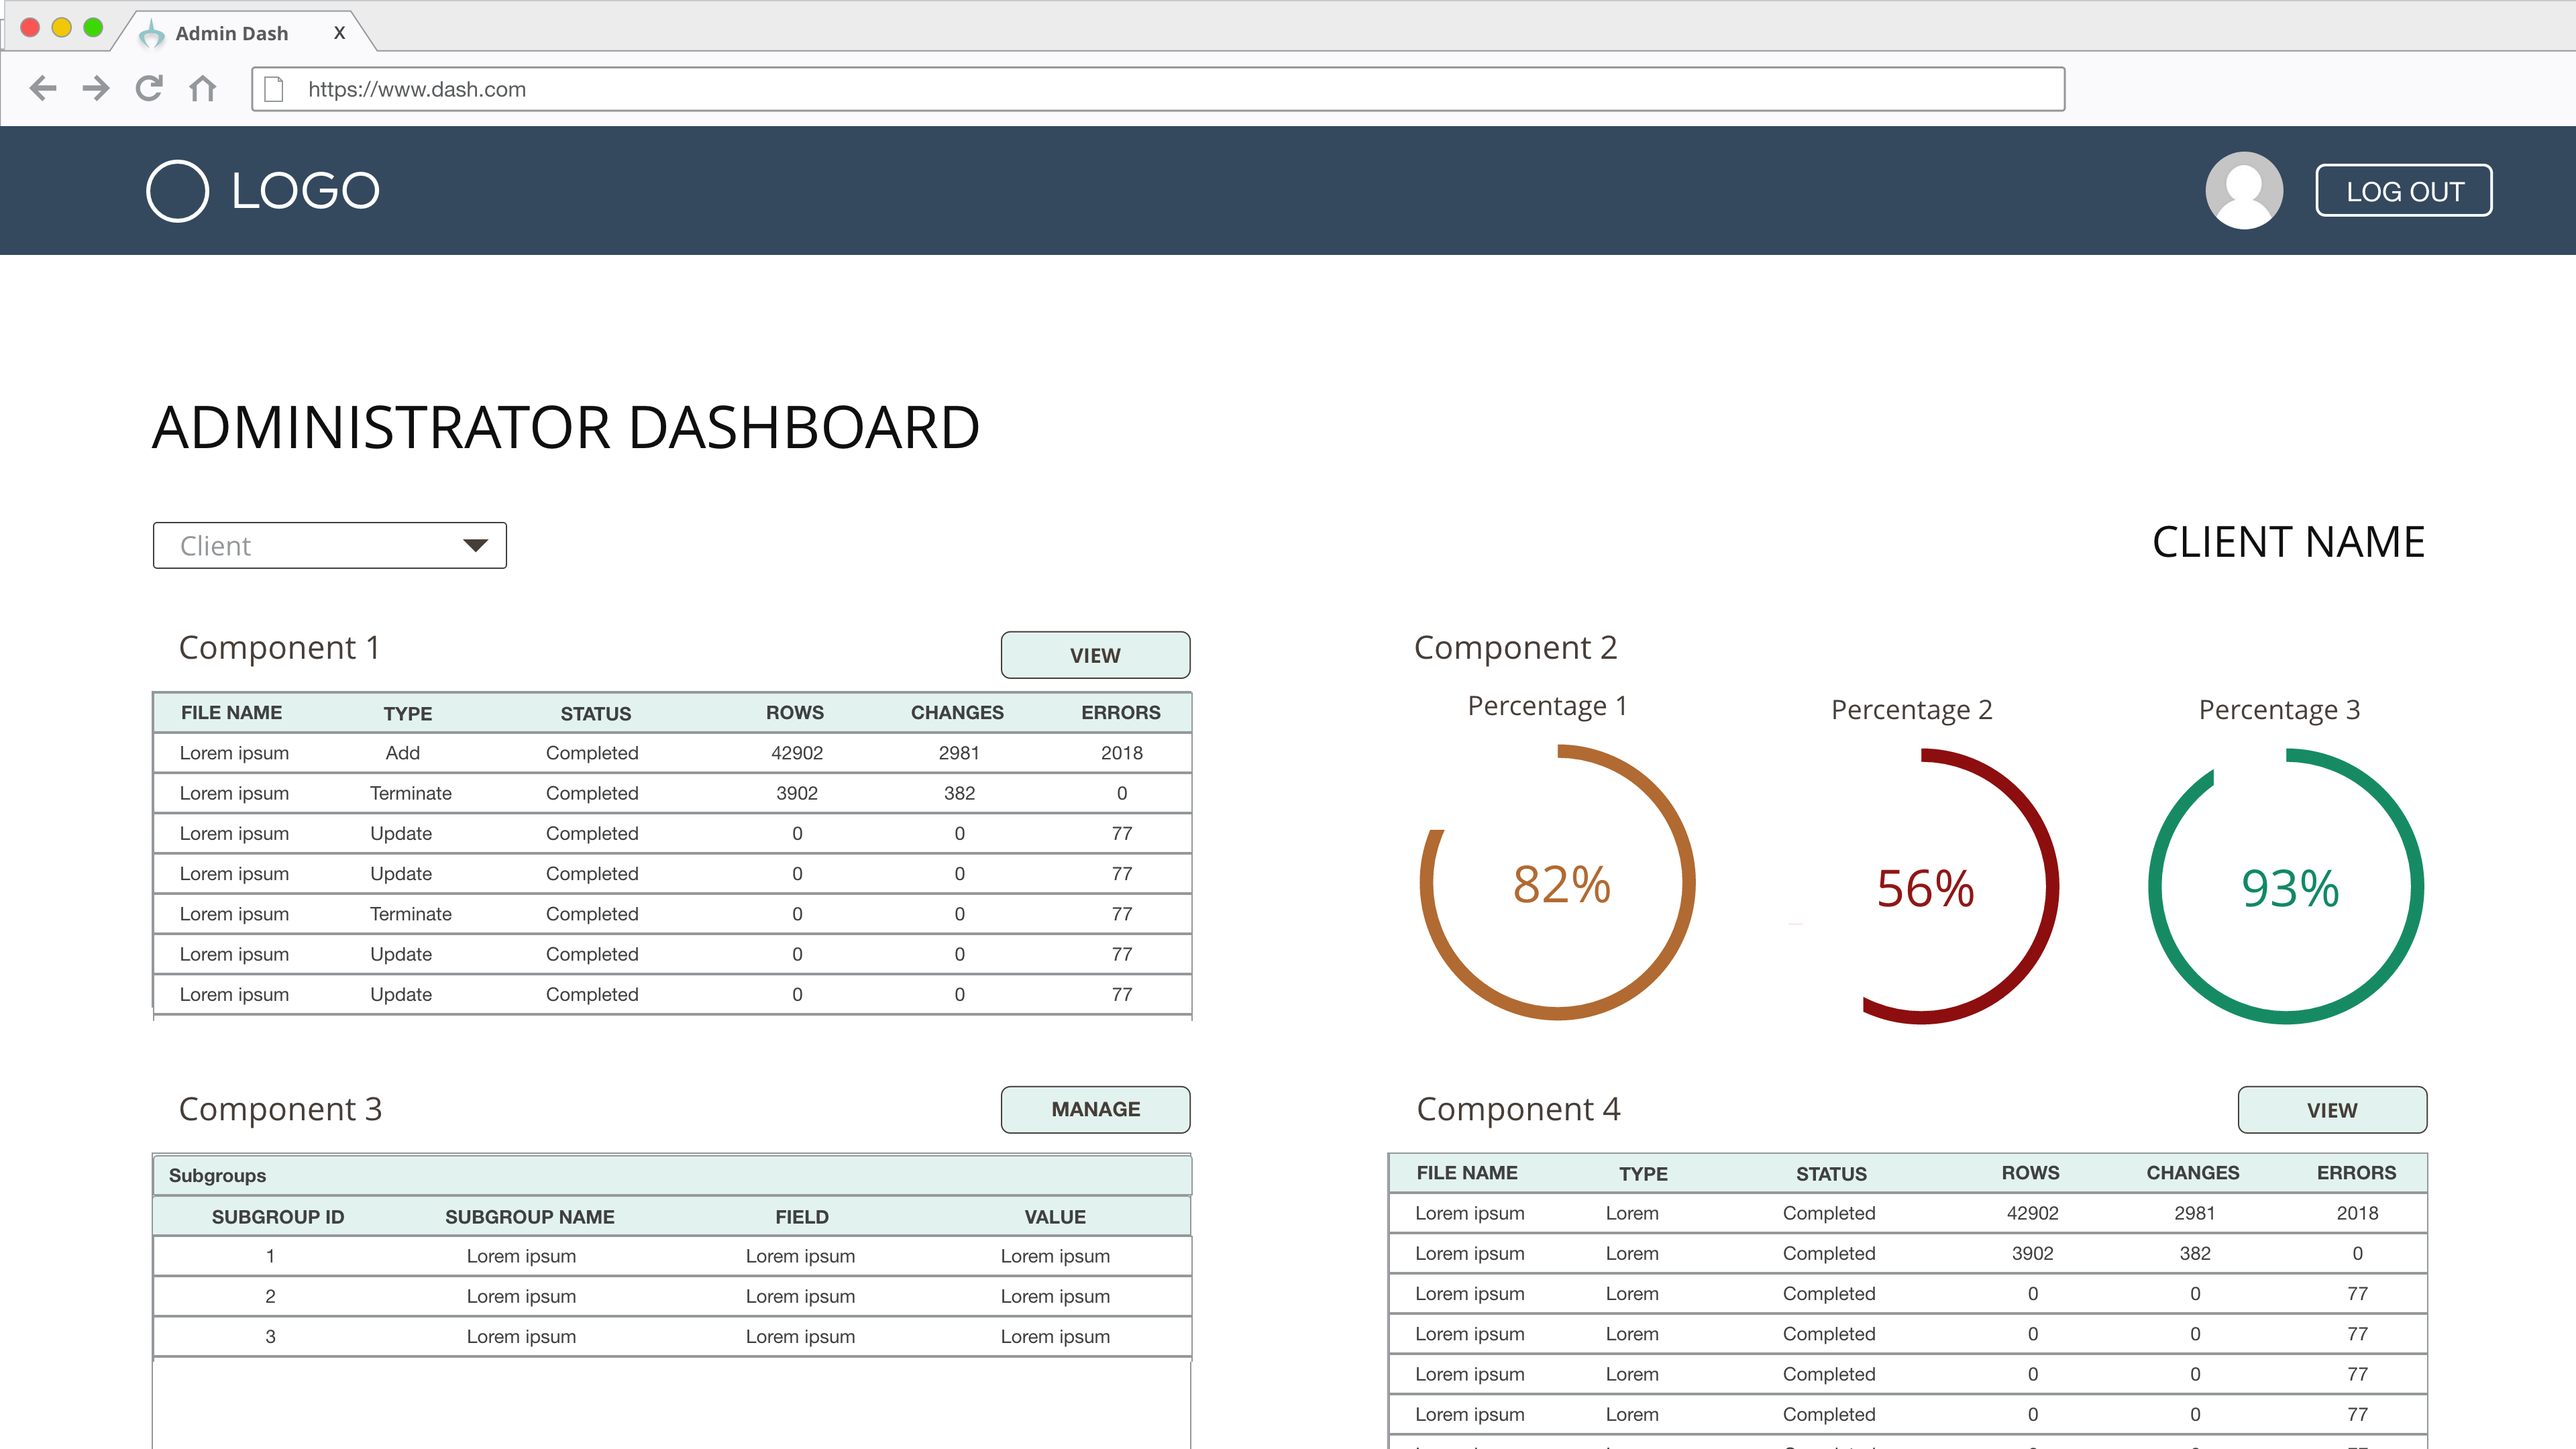 Admin Dash X
https://www.dash.com
LOGO
LOG OUT
ADMINISTRATOR DASHBOARD
Client
CLIENT NAME
Component 1
VIEW
FILE NAME TYPE STATUS ROWS CHANGES ERRORS
Lorem ipsum Add Completed 42902 2981 2018
Lorem ipsum Terminate Completed 3902 382 0
Lorem ipsum Update Completed 0 0 77
Lorem ipsum Update Completed 0 0 77
Lorem ipsum Terminate Completed 0 0 77
Lorem ipsum Update Completed 0 0 77
Lorem ipsum Update Completed 0 0 77
Component 2
Percentage 1 Percentage 2 Percentage 3
82% 56% 93%
Component 3
MANAGE
Subgroups
SUBGROUP ID SUBGROUP NAME FIELD VALUE
1 Lorem ipsum Lorem ipsum Lorem ipsum
2 Lorem ipsum Lorem ipsum Lorem ipsum
3 Lorem ipsum Lorem ipsum Lorem ipsum
Component 4
VIEW
FILE NAME TYPE STATUS ROWS CHANGES ERRORS
Lorem ipsum Lorem Completed 42902 2981 2018
Lorem ipsum Lorem Completed 3902 382 0
Lorem ipsum Lorem Completed 0 0 77
Lorem ipsum Lorem Completed 0 0 77
Lorem ipsum Lorem Completed 0 0 77
Lorem ipsum Lorem Completed 0 0 77